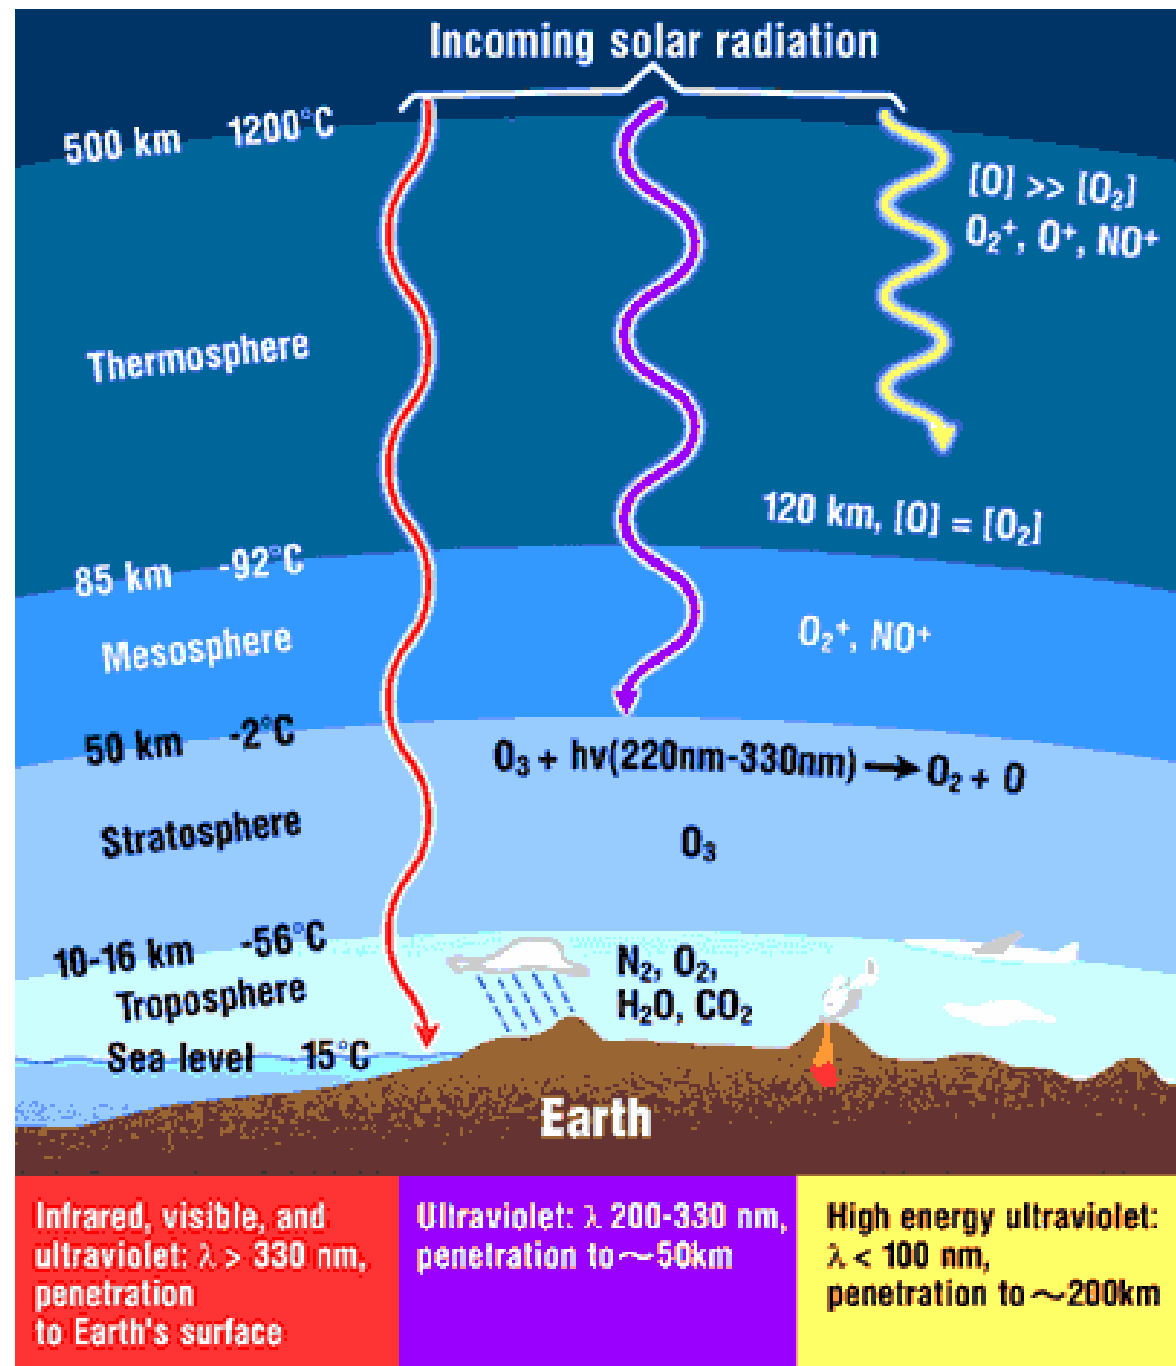 Incoming solar radiation
500 km 1200°C
[O] >> [O₂]
O₂⁺, O⁺, NO⁺
Thermosphere
120 km, [O] = [O₂]
85 km -92°C
Mesosphere
O₂⁺, NO⁺
50 km -2°C
O₃ + hv(220nm-330nm) → O₂ + O
Stratosphere
O₃
10-16 km -56°C
N₂, O₂,
H₂O, CO₂
Troposphere
Sea level 15°C
Earth
Infrared, visible, and
ultraviolet: λ > 330 nm,
penetration
to Earth's surface
Ultraviolet: λ 200-330 nm,
penetration to ~50km
High energy ultraviolet:
λ < 100 nm,
penetration to ~200km